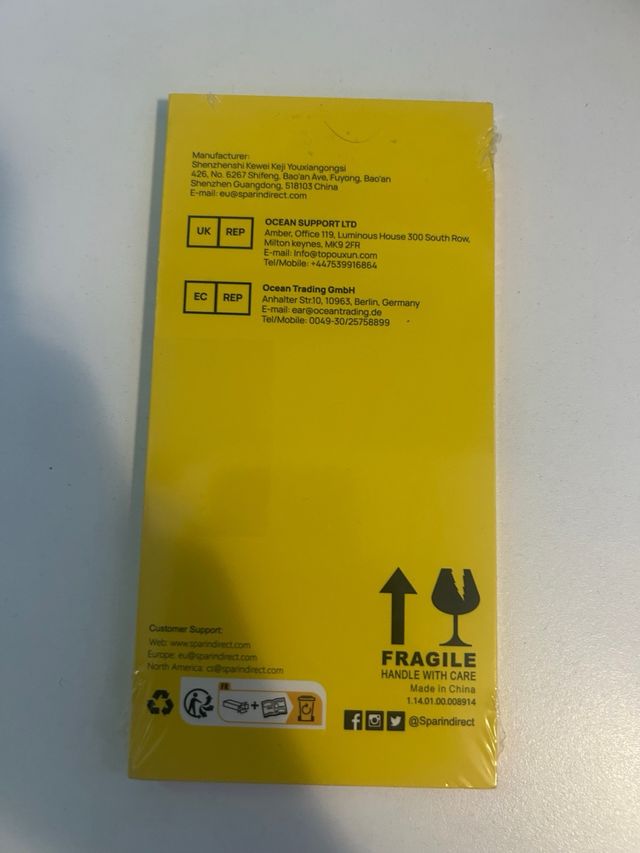 Manufacturer:
Shenzhenshi Kewei Keji Youxiangongsi
426, No. 6267 Shifeng, Bao'an Ave, Fuyong, Bao'an
Shenzhen Guangdong, 518103 China
E-mail: eu@sparindirect.com
UK REP
OCEAN SUPPORT LTD
Amber, Office 119, Luminous House 300 South Row,
Milton keynes, MK9 2FR
E-mail: Info@topouxun.com
Tel/Mobile: +447539916864
EC REP
Ocean Trading GmbH
Anhalter Str.10, 10963, Berlin, Germany
E-mail: ear@oceantrading.de
Tel/Mobile: 0049-30/25758899
Customer Support:
Web: www.sparindirect.com
Europe: eu@sparindirect.com
North America: cs@sparindirect.com
FR
+
FRAGILE
HANDLE WITH CARE
Made in China
1.14.01.00.008914
@Sparindirect